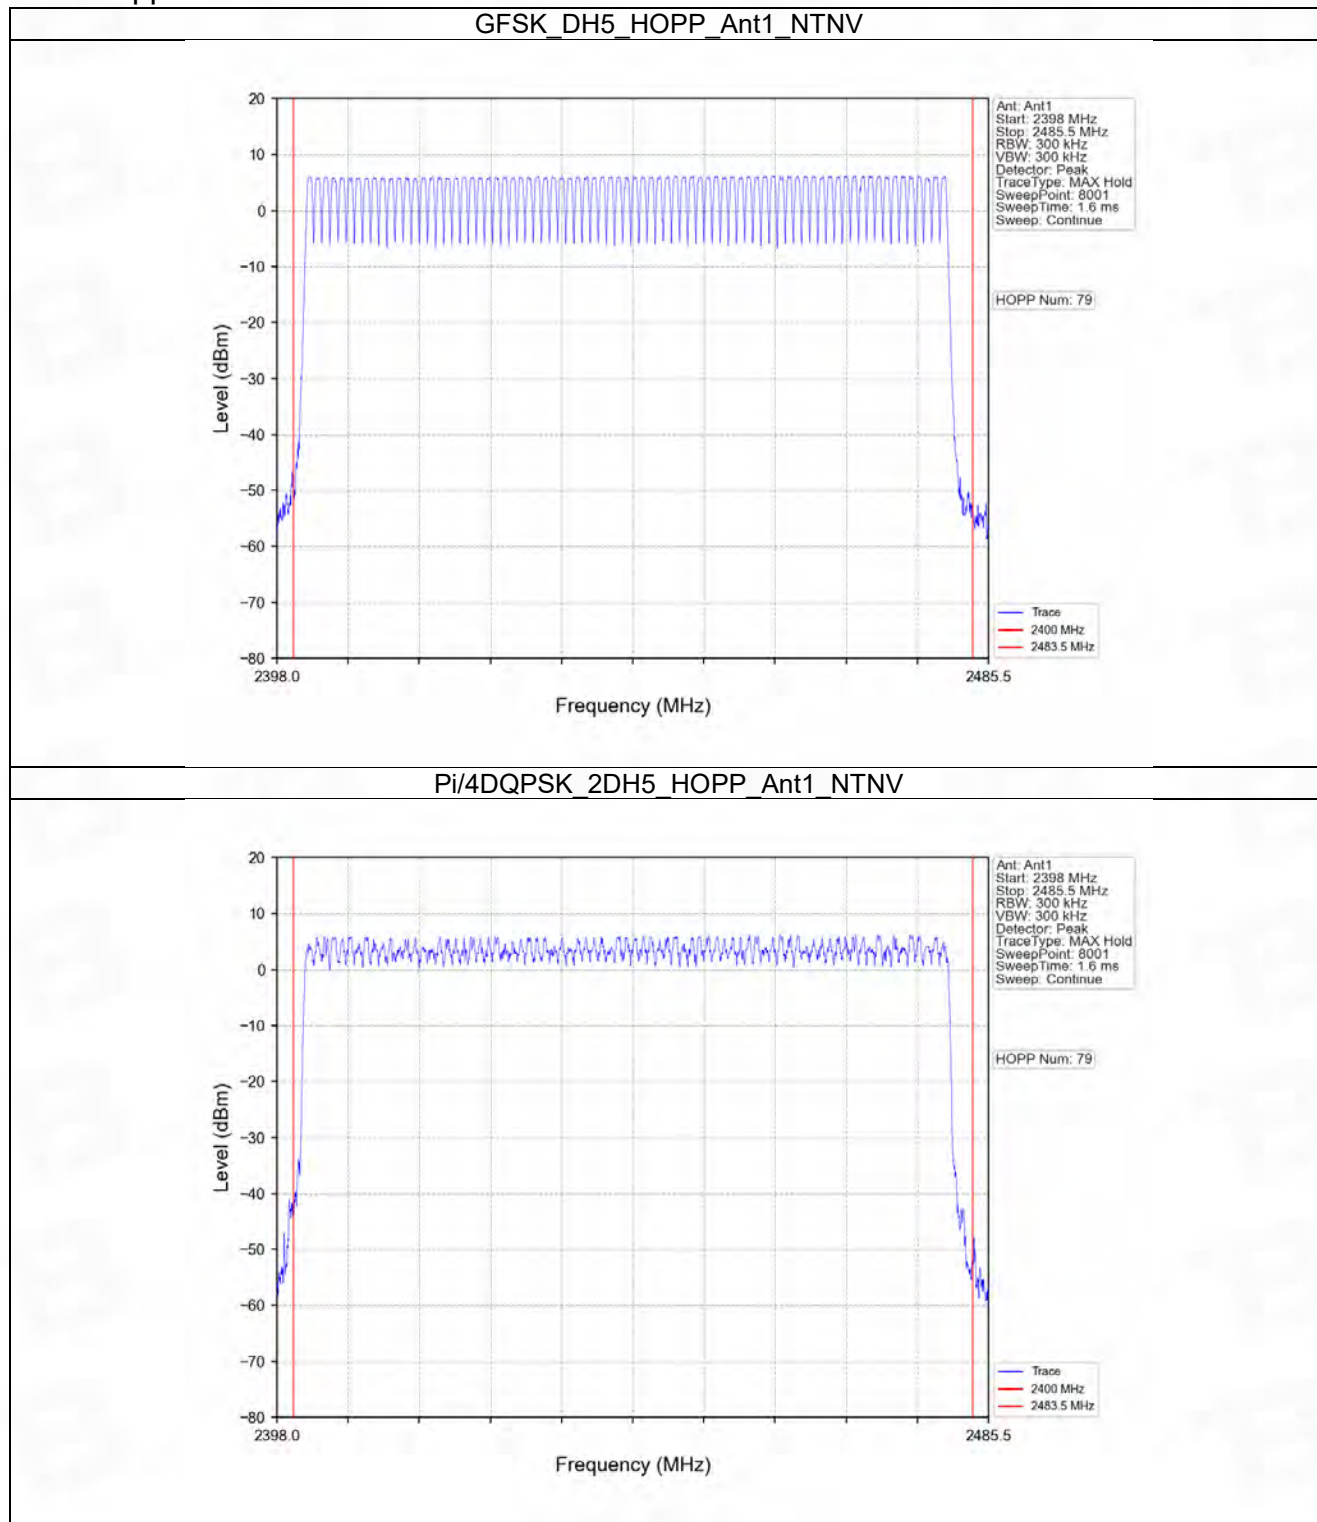 GFSK_DH5_HOPP_Ant1_NTNV
20
10
0
−10
−20
−30
−40
−50
−60
−70
−80
Level (dBm)
2398.0
2485.5
Frequency (MHz)
Ant: Ant1
Start: 2398 MHz
Stop: 2485.5 MHz
RBW: 300 kHz
VBW: 300 kHz
Detector: Peak
TraceType: MAX Hold
SweepPoint: 8001
SweepTime: 1.6 ms
Sweep: Continue
HOPP Num: 79
Trace
2400 MHz
2483.5 MHz
Pi/4DQPSK_2DH5_HOPP_Ant1_NTNV
20
10
0
−10
−20
−30
−40
−50
−60
−70
−80
Level (dBm)
2398.0
2485.5
Frequency (MHz)
Ant: Ant1
Start: 2398 MHz
Stop: 2485.5 MHz
RBW: 300 kHz
VBW: 300 kHz
Detector: Peak
TraceType: MAX Hold
SweepPoint: 8001
SweepTime: 1.6 ms
Sweep: Continue
HOPP Num: 79
Trace
2400 MHz
2483.5 MHz